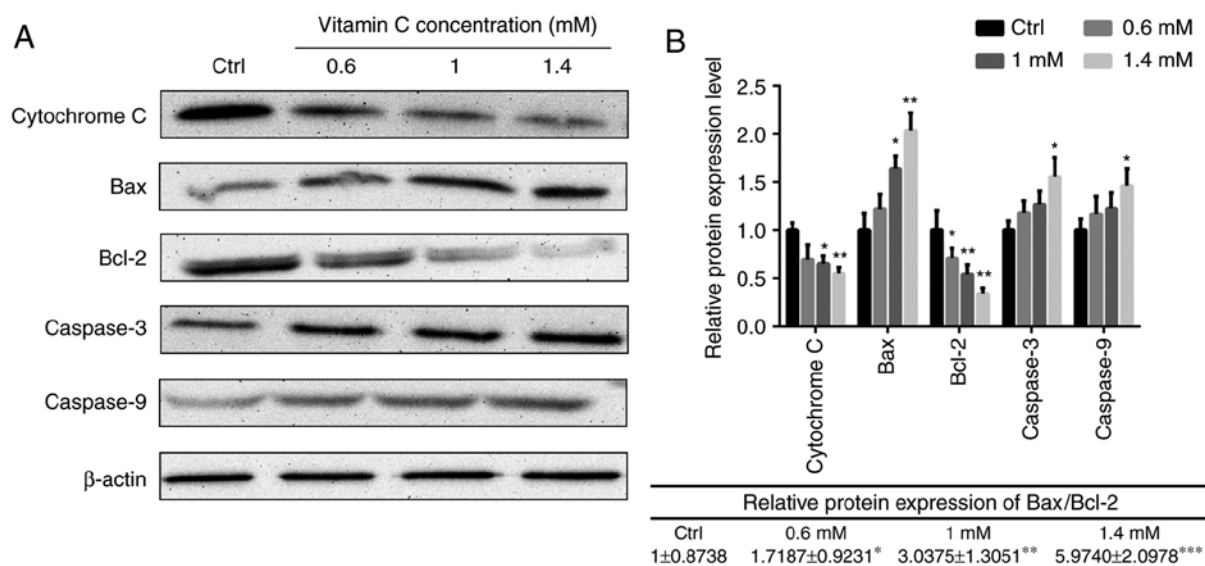 A
Vitamin C concentration (mM)
Ctrl 0.6 1 1.4
Cytochrome C
Bax
Bcl-2
Caspase-3
Caspase-9
β-actin
B
Ctrl 0.6 mM
1 mM 1.4 mM
Relative protein expression level
2.5
2.0
1.5
1.0
0.5
0.0
* ** * ** * ** ** * *
Cytochrome C
Bax
Bcl-2
Caspase-3
Caspase-9
Relative protein expression of Bax/Bcl-2
Ctrl 0.6 mM 1 mM 1.4 mM
1±0.8738 1.7187±0.9231* 3.0375±1.3051** 5.9740±2.0978***